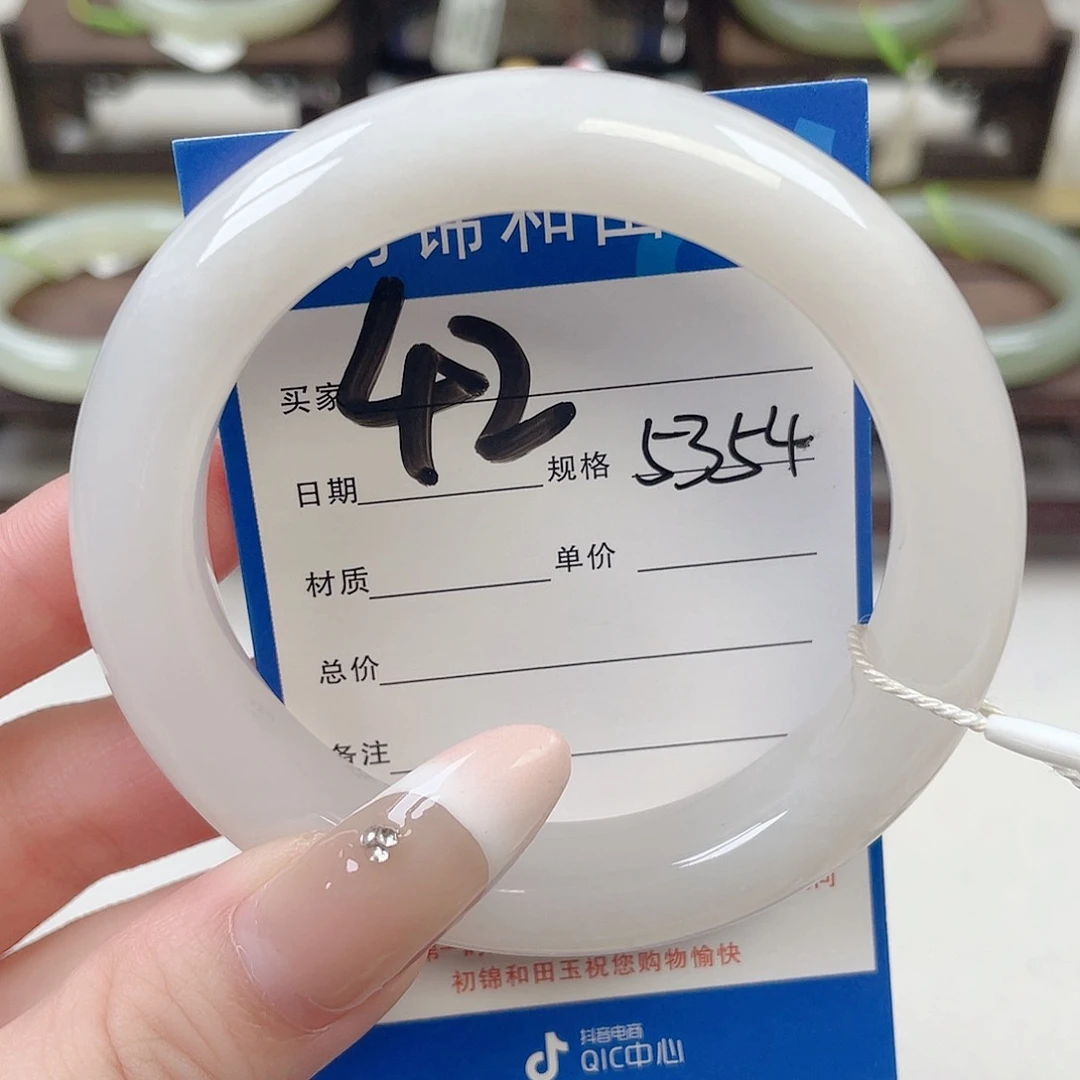 锦和田
买家 42
日期 规格 5354
材质 单价
总价
备注
初锦和田玉祝您购物愉快
抖音电商
QIC中心